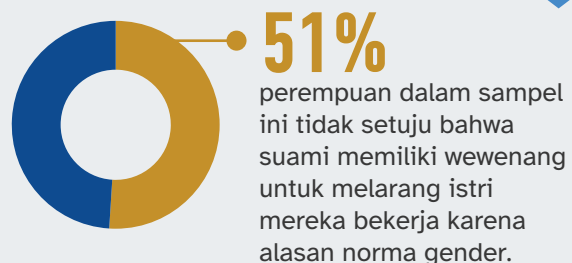 51%
perempuan dalam sampel
ini tidak setuju bahwa
suami memiliki wewenang
untuk melarang istri
mereka bekerja karena
alasan norma gender.